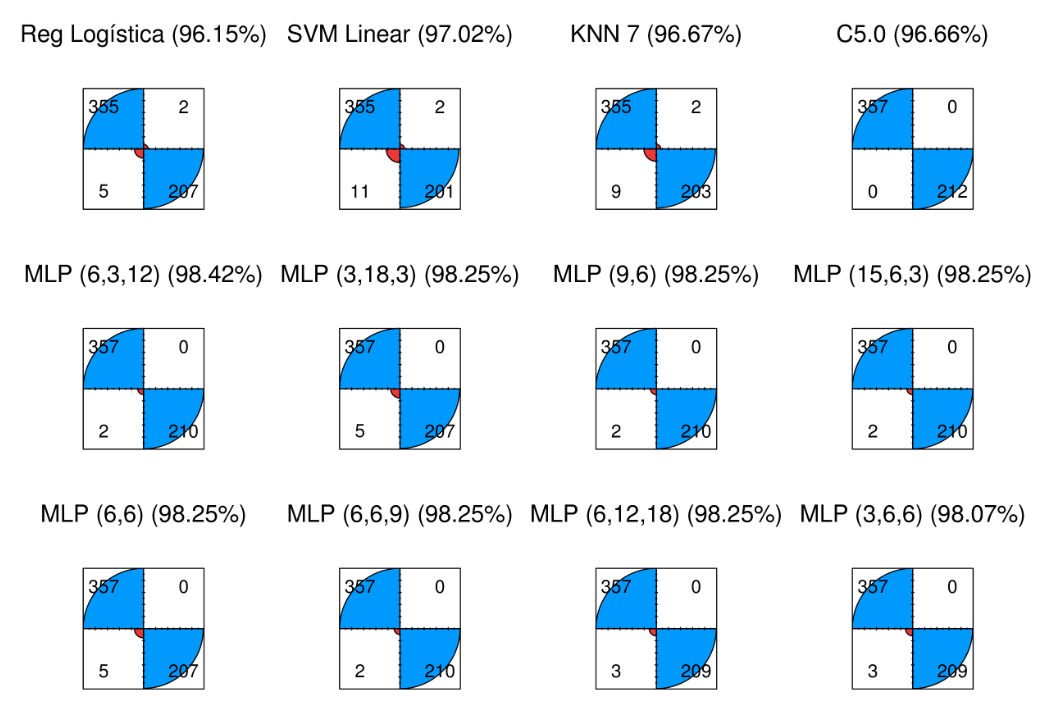 Reg Logística (96.15%) SVM Linear (97.02%) KNN 7 (96.67%) C5.0 (96.66%)
355 2 355 2 355 2 357 0
5 207 11 201 9 203 0 212
MLP (6,3,12) (98.42%) MLP (3,18,3) (98.25%) MLP (9,6) (98.25%) MLP (15,6,3) (98.25%)
357 0 357 0 357 0 357 0
2 210 5 207 2 210 2 210
MLP (6,6) (98.25%) MLP (6,6,9) (98.25%) MLP (6,12,18) (98.25%) MLP (3,6,6) (98.07%)
357 0 357 0 357 0 357 0
5 207 2 210 3 209 3 209